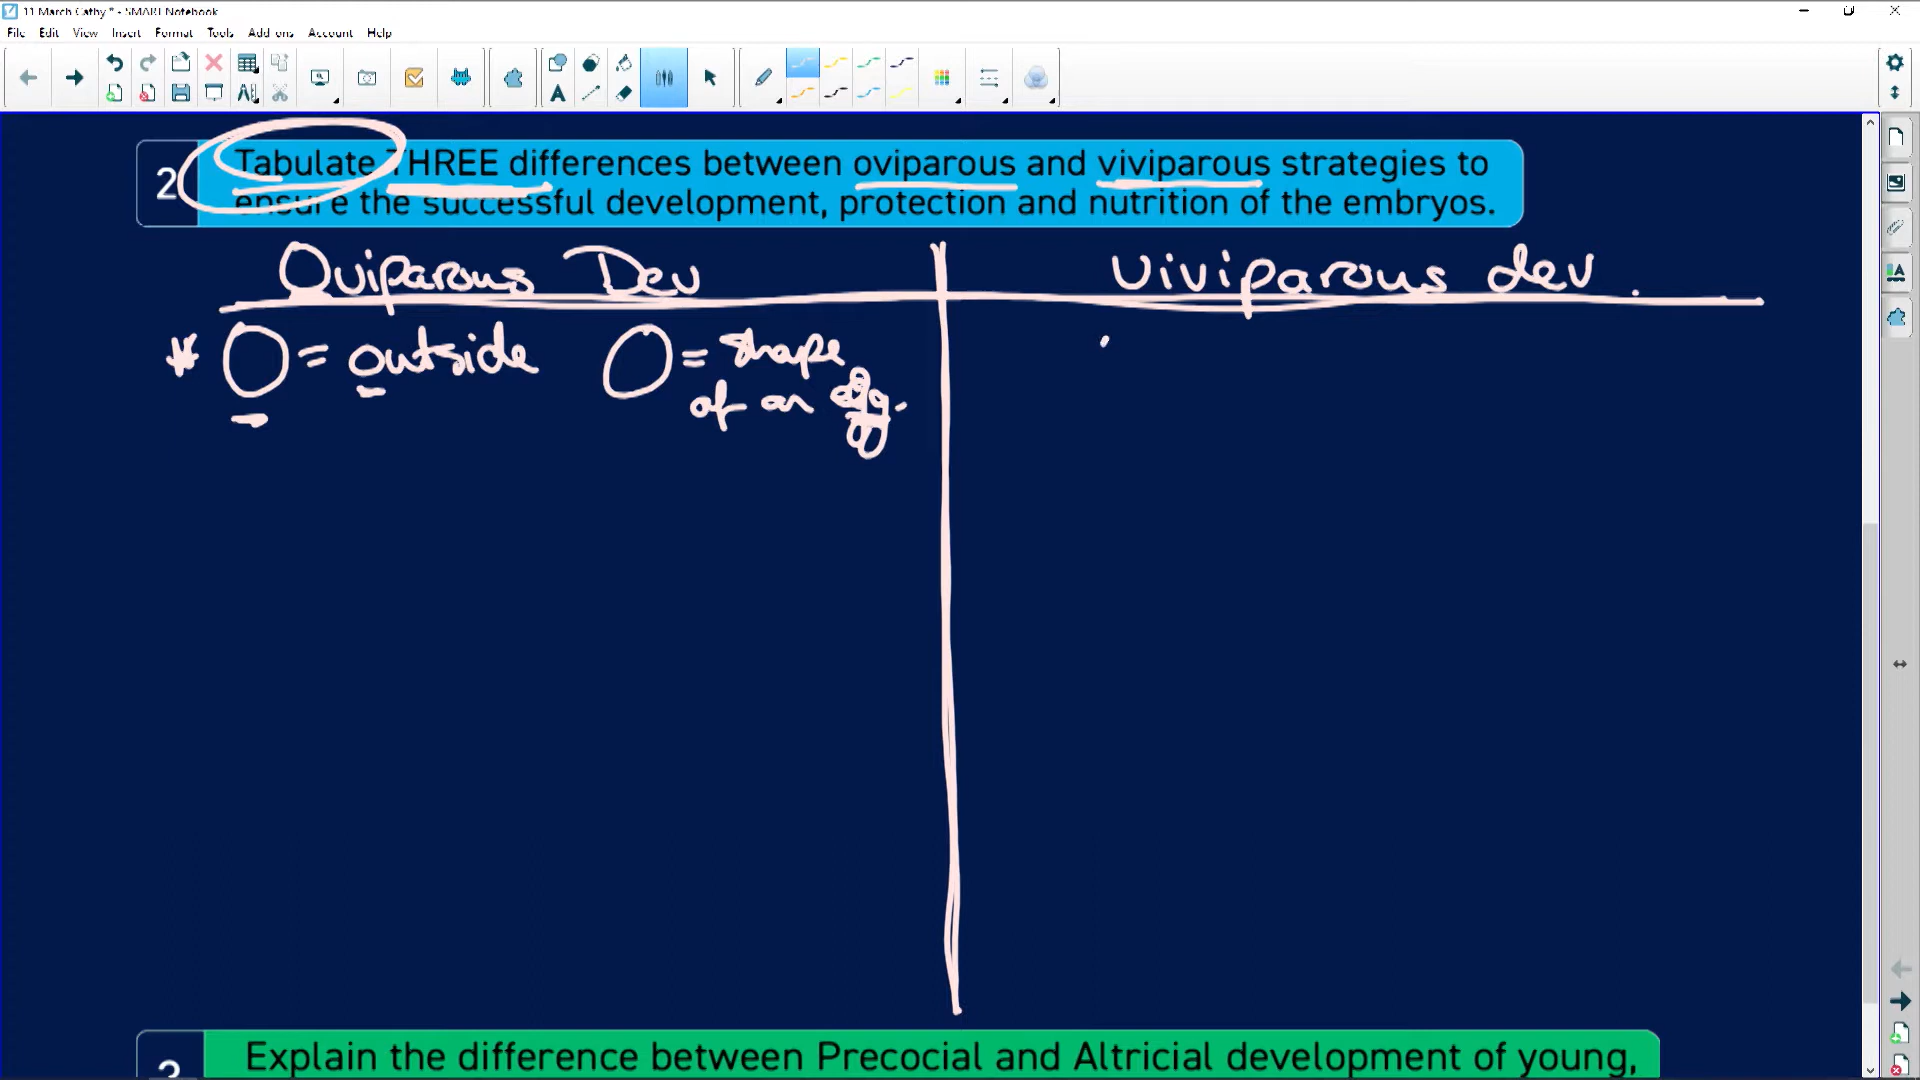 11 March Cathy * - SMART Notebook
File Edit View Insert Format Tools Add-ons Account Help
2 Tabulate THREE differences between oviparous and viviparous strategies to
ensure the successful development, protection and nutrition of the embryos.
Oviparous Dev Viviparous dev.
* O = outside O = shape
of an egg.
3 Explain the difference between Precocial and Altricial development of young,